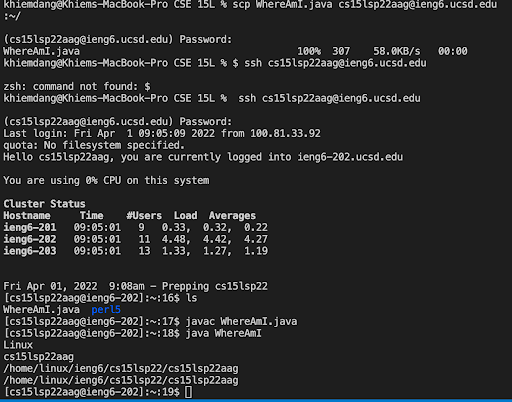 khiemdang@Khiems-MacBook-Pro CSE 15L % scp WhereAmI.java cs15lsp22aag@ieng6.ucsd.edu
:~/
(cs15lsp22aag@ieng6.ucsd.edu) Password:
WhereAmI.java 100% 307 58.0KB/s 00:00
khiemdang@Khiems-MacBook-Pro CSE 15L % $ ssh cs15lsp22aag@ieng6.ucsd.edu
zsh: command not found: $
khiemdang@Khiems-MacBook-Pro CSE 15L %  ssh cs15lsp22aag@ieng6.ucsd.edu
(cs15lsp22aag@ieng6.ucsd.edu) Password:
Last login: Fri Apr  1 09:05:09 2022 from 100.81.33.92
quota: No filesystem specified.
Hello cs15lsp22aag, you are currently logged into ieng6-202.ucsd.edu
You are using 0% CPU on this system
Cluster Status
Hostname Time #Users Load Averages
ieng6-201 09:05:01 9 0.33, 0.32, 0.22
ieng6-202 09:05:01 11 4.48, 4.42, 4.27
ieng6-203 09:05:01 13 1.33, 1.27, 1.19
Fri Apr 01, 2022  9:08am - Prepping cs15lsp22
[cs15lsp22aag@ieng6-202]:~:16$ ls
WhereAmI.java  perl5
[cs15lsp22aag@ieng6-202]:~:17$ javac WhereAmI.java
[cs15lsp22aag@ieng6-202]:~:18$ java WhereAmI
Linux
cs15lsp22aag
/home/linux/ieng6/cs15lsp22/cs15lsp22aag
/home/linux/ieng6/cs15lsp22/cs15lsp22aag
[cs15lsp22aag@ieng6-202]:~:19$